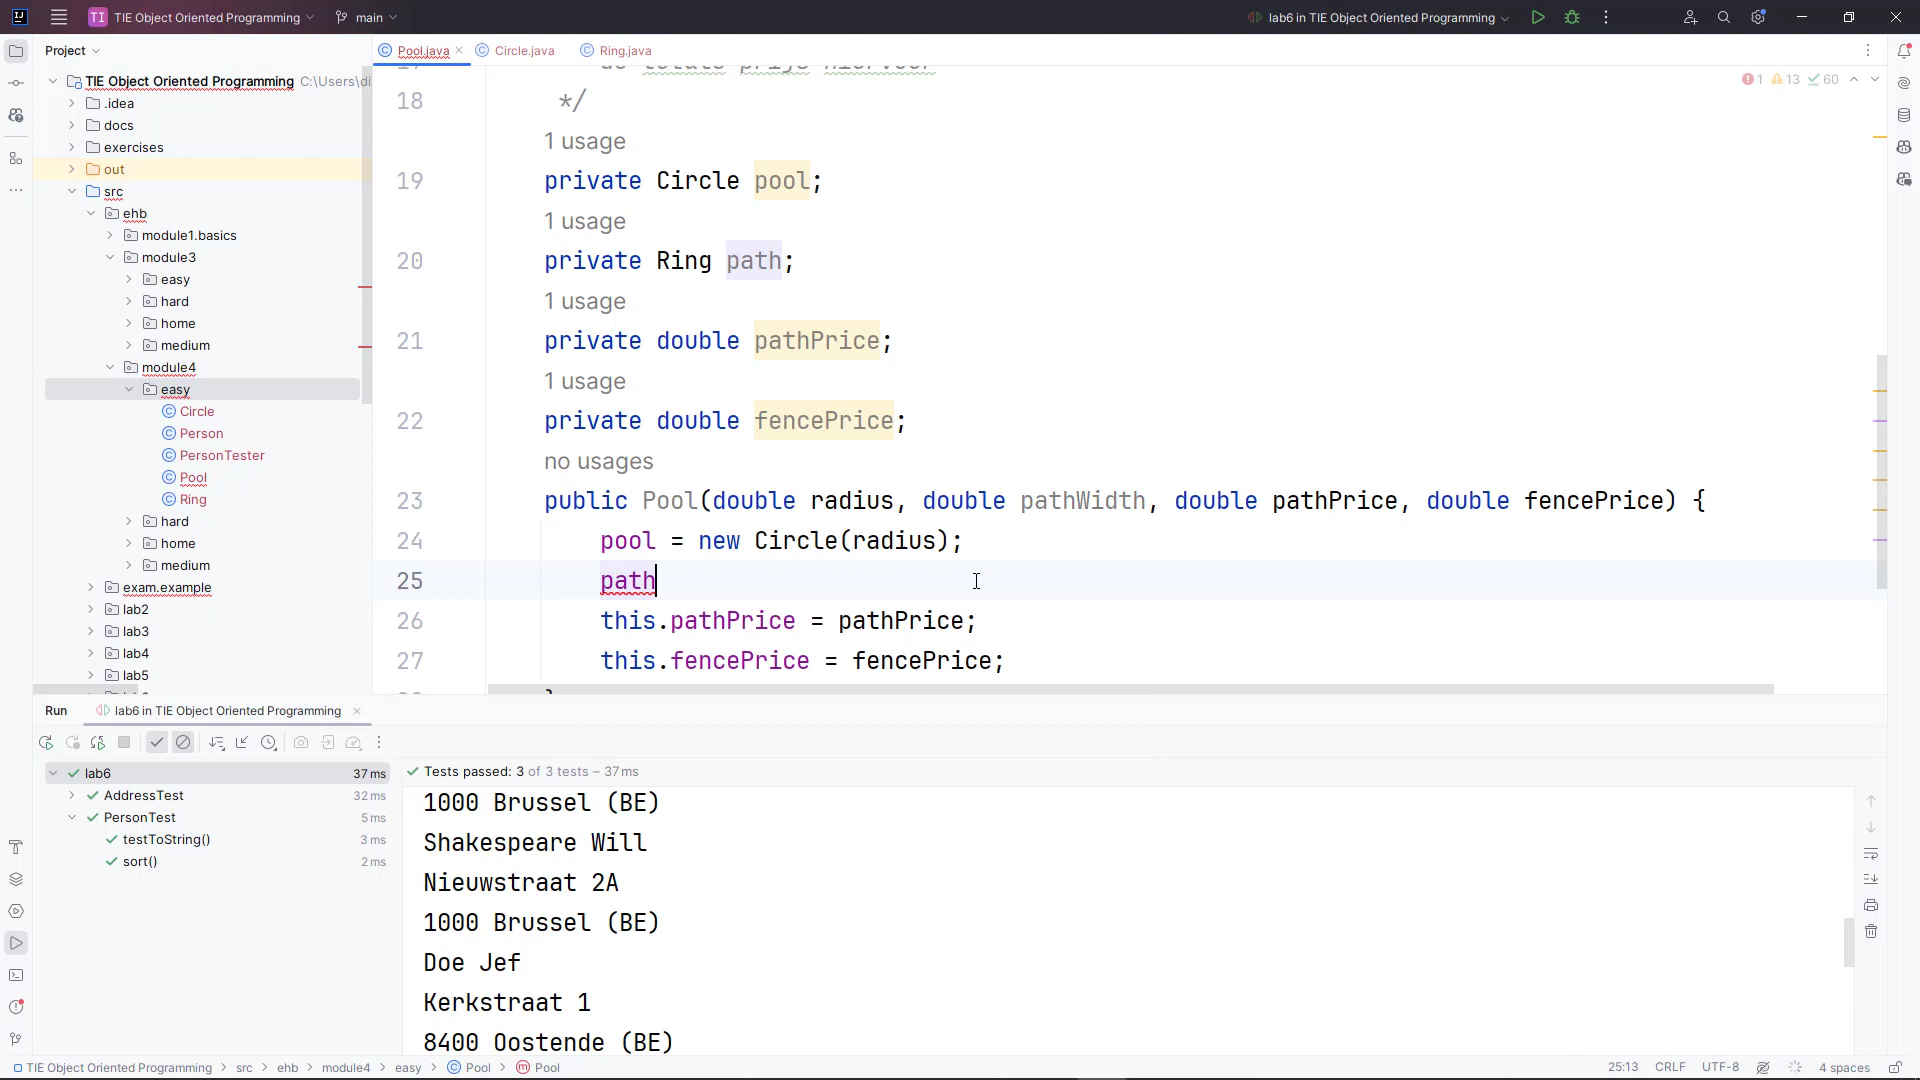 TI TIE Object Oriented Programming main lab6 in TIE Object Oriented Programming
Project
Pool.java Circle.java Ring.java
TIE Object Oriented Programming C:\Users\di
.idea
docs
exercises
out
src
ehb
module1.basics
module3
easy
hard
home
medium
module4
easy
Circle
Person
PersonTester
Pool
Ring
hard
home
medium
exam.example
lab2
lab3
lab4
lab5
1 13 60
18 */
1 usage
19 private Circle pool;
1 usage
20 private Ring path;
1 usage
21 private double pathPrice;
1 usage
22 private double fencePrice;
no usages
23 public Pool(double radius, double pathWidth, double pathPrice, double fencePrice) {
24 pool = new Circle(radius);
25 path
26 this.pathPrice = pathPrice;
27 this.fencePrice = fencePrice;
Run lab6 in TIE Object Oriented Programming
lab6 37 ms
AddressTest 32 ms
PersonTest 5 ms
testToString() 3 ms
sort() 2 ms
Tests passed: 3 of 3 tests – 37 ms
1000 Brussel (BE)
Shakespeare Will
Nieuwstraat 2A
1000 Brussel (BE)
Doe Jef
Kerkstraat 1
8400 Oostende (BE)
TIE Object Oriented Programming > src > ehb > module4 > easy > Pool > Pool 25:13 CRLF UTF-8 4 spaces